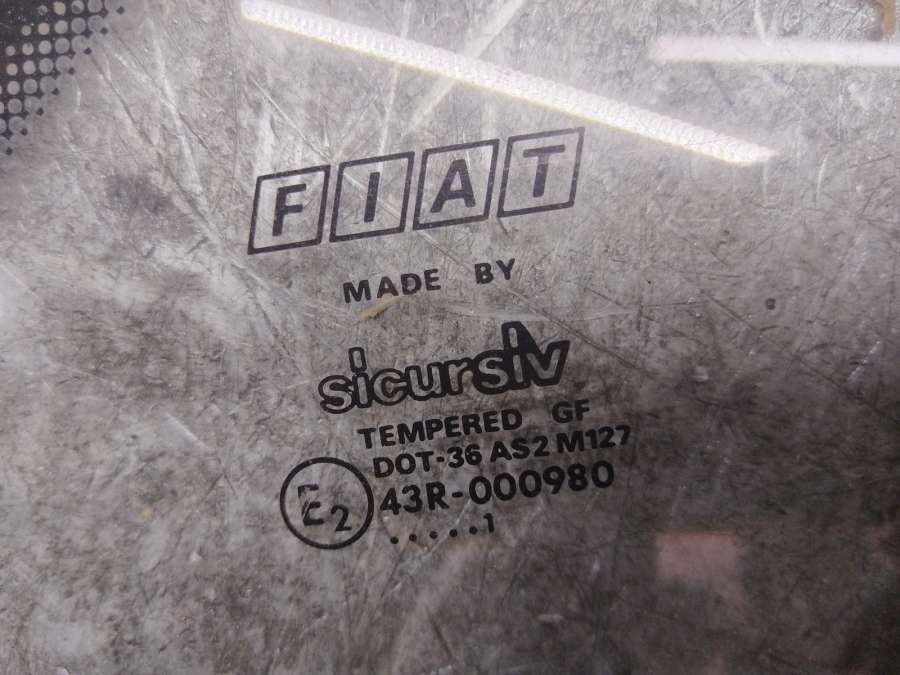 FIAT
MADE BY
sicursiv
TEMPERED GF
DOT-36 AS2 M127
E2 43R-000980
.....1